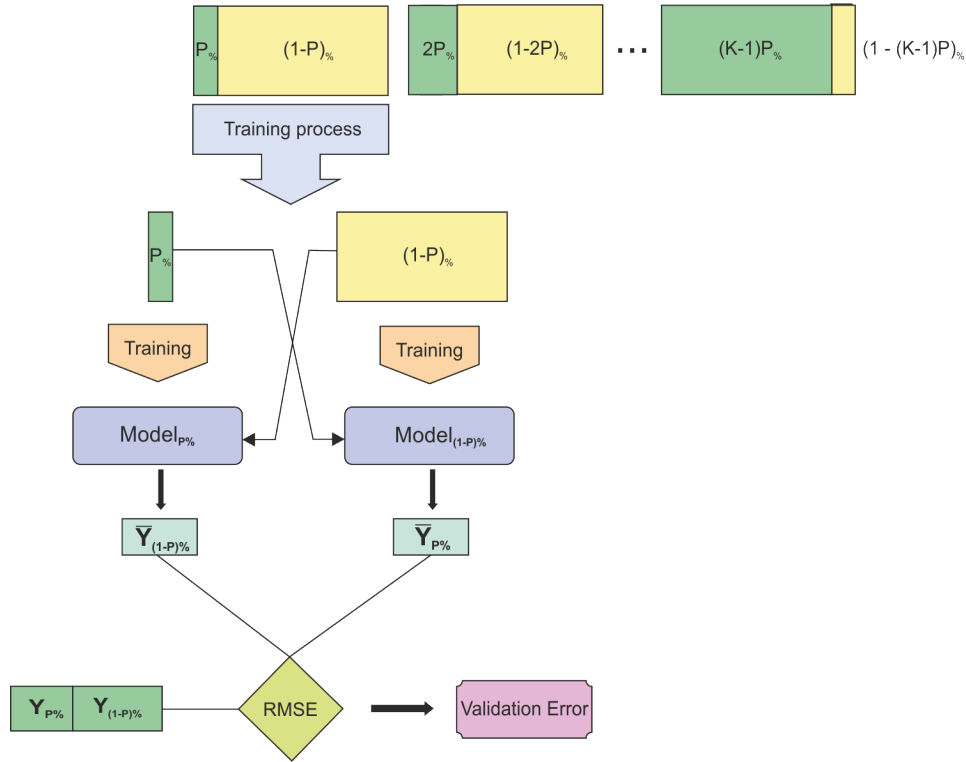 P% (1-P)% 2P% (1-2P)% ... (K-1)P% (1 - (K-1)P)%
Training process
P% (1-P)%
Training Training
ModelP% Model(1-P)%
Y̅(1-P)% Y̅P%
YP% Y(1-P)% RMSE Validation Error